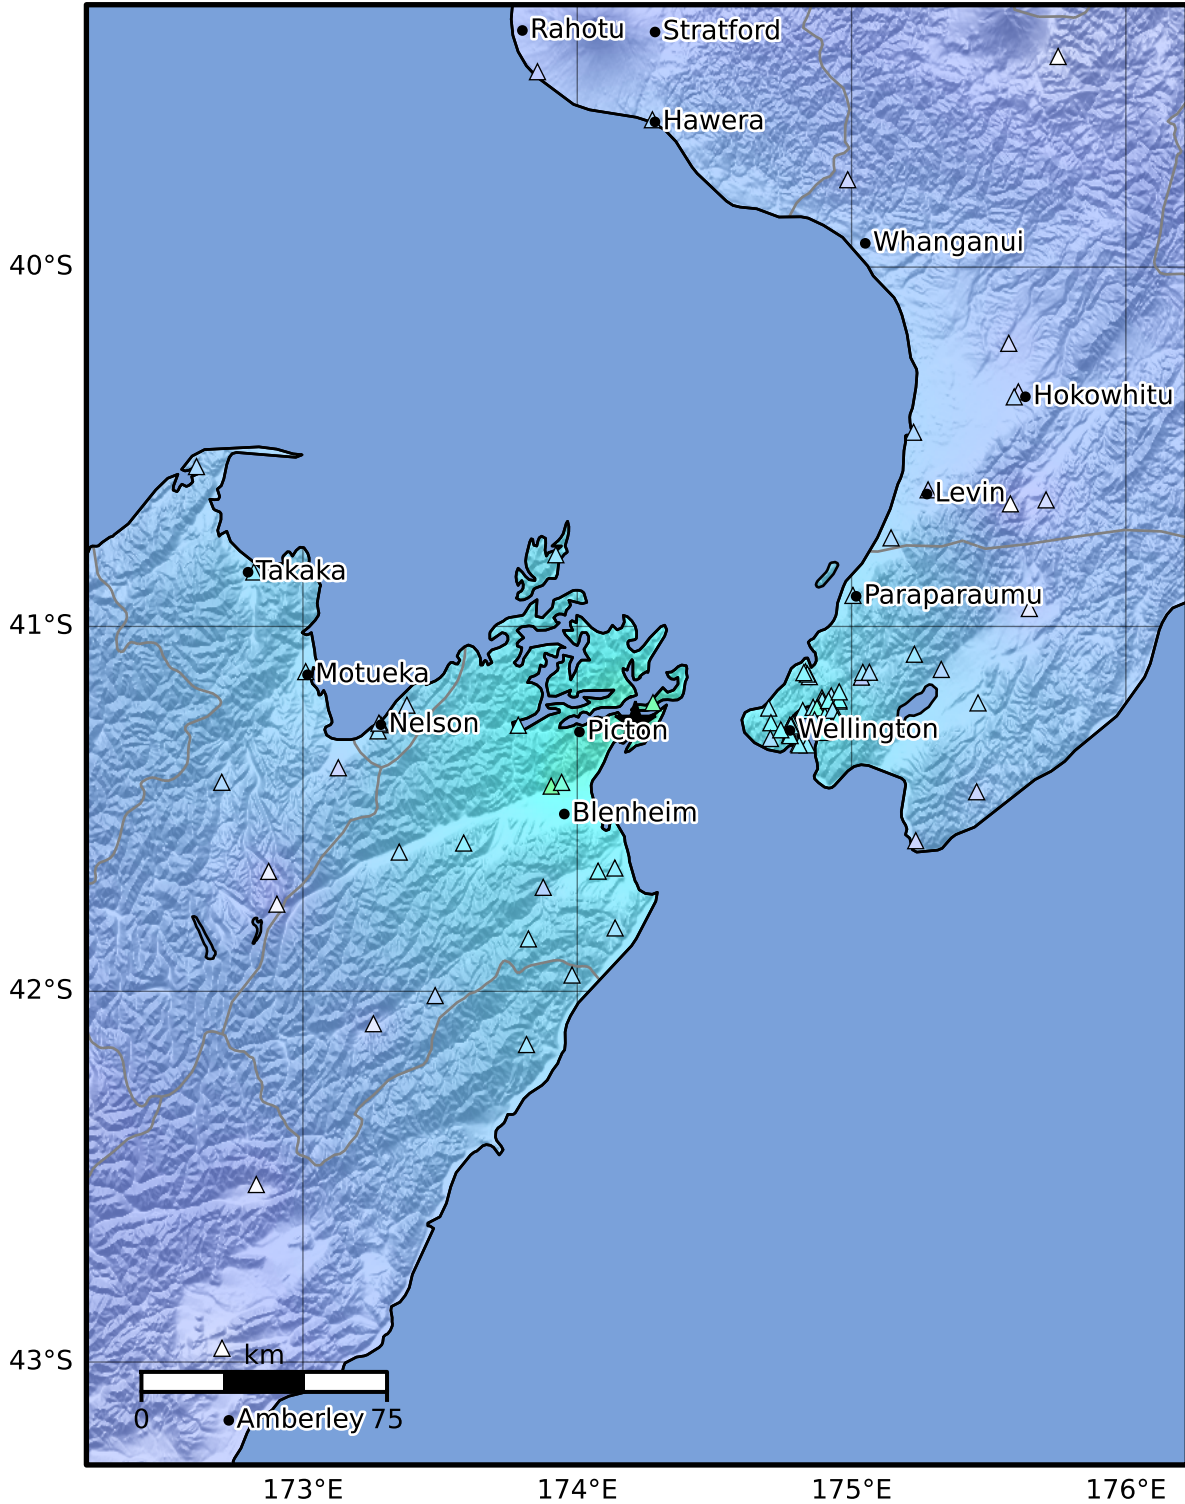 Rahotu
Stratford
Hawera
Whanganui
40°S
Hokowhitu
Levin
Takaka
Paraparaumu
41°S
Motueka
Nelson
Picton
Wellington
Blenheim
42°S
43°S
km
0
75
Amberley
173°E
174°E
175°E
176°E